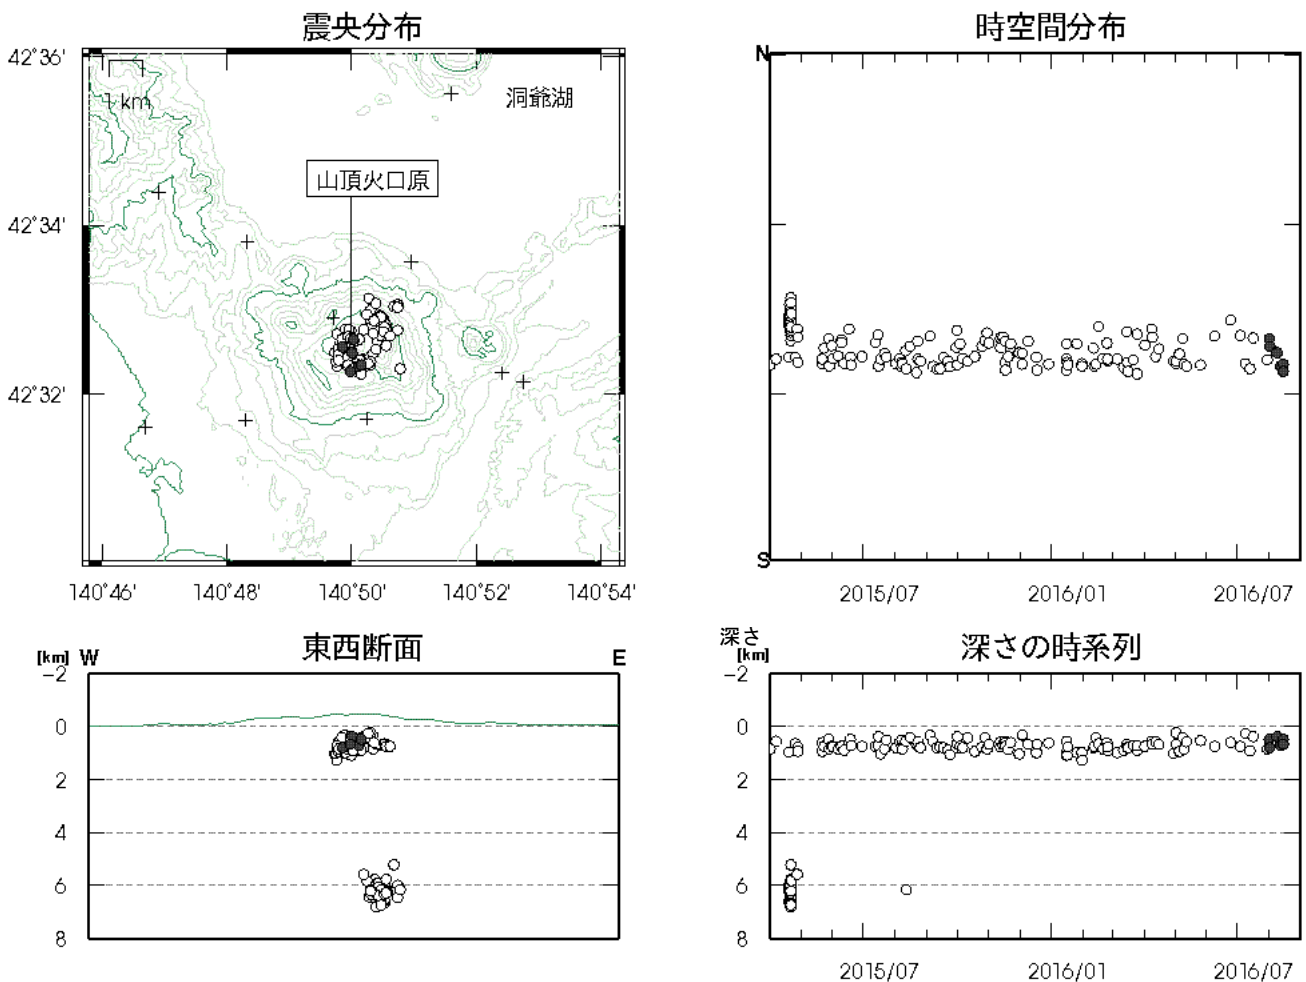 震央分布
42°36'
1 km
洞爺湖
山頂火口原
42°34'
42°32'
140°46' 140°48' 140°50' 140°52' 140°54'
時空間分布
N
S
2015/07 2016/01 2016/07
東西断面
[km] W E
-2
0
2
4
6
8
深さの時系列
深さ
[km]
-2
0
2
4
6
8
2015/07 2016/01 2016/07